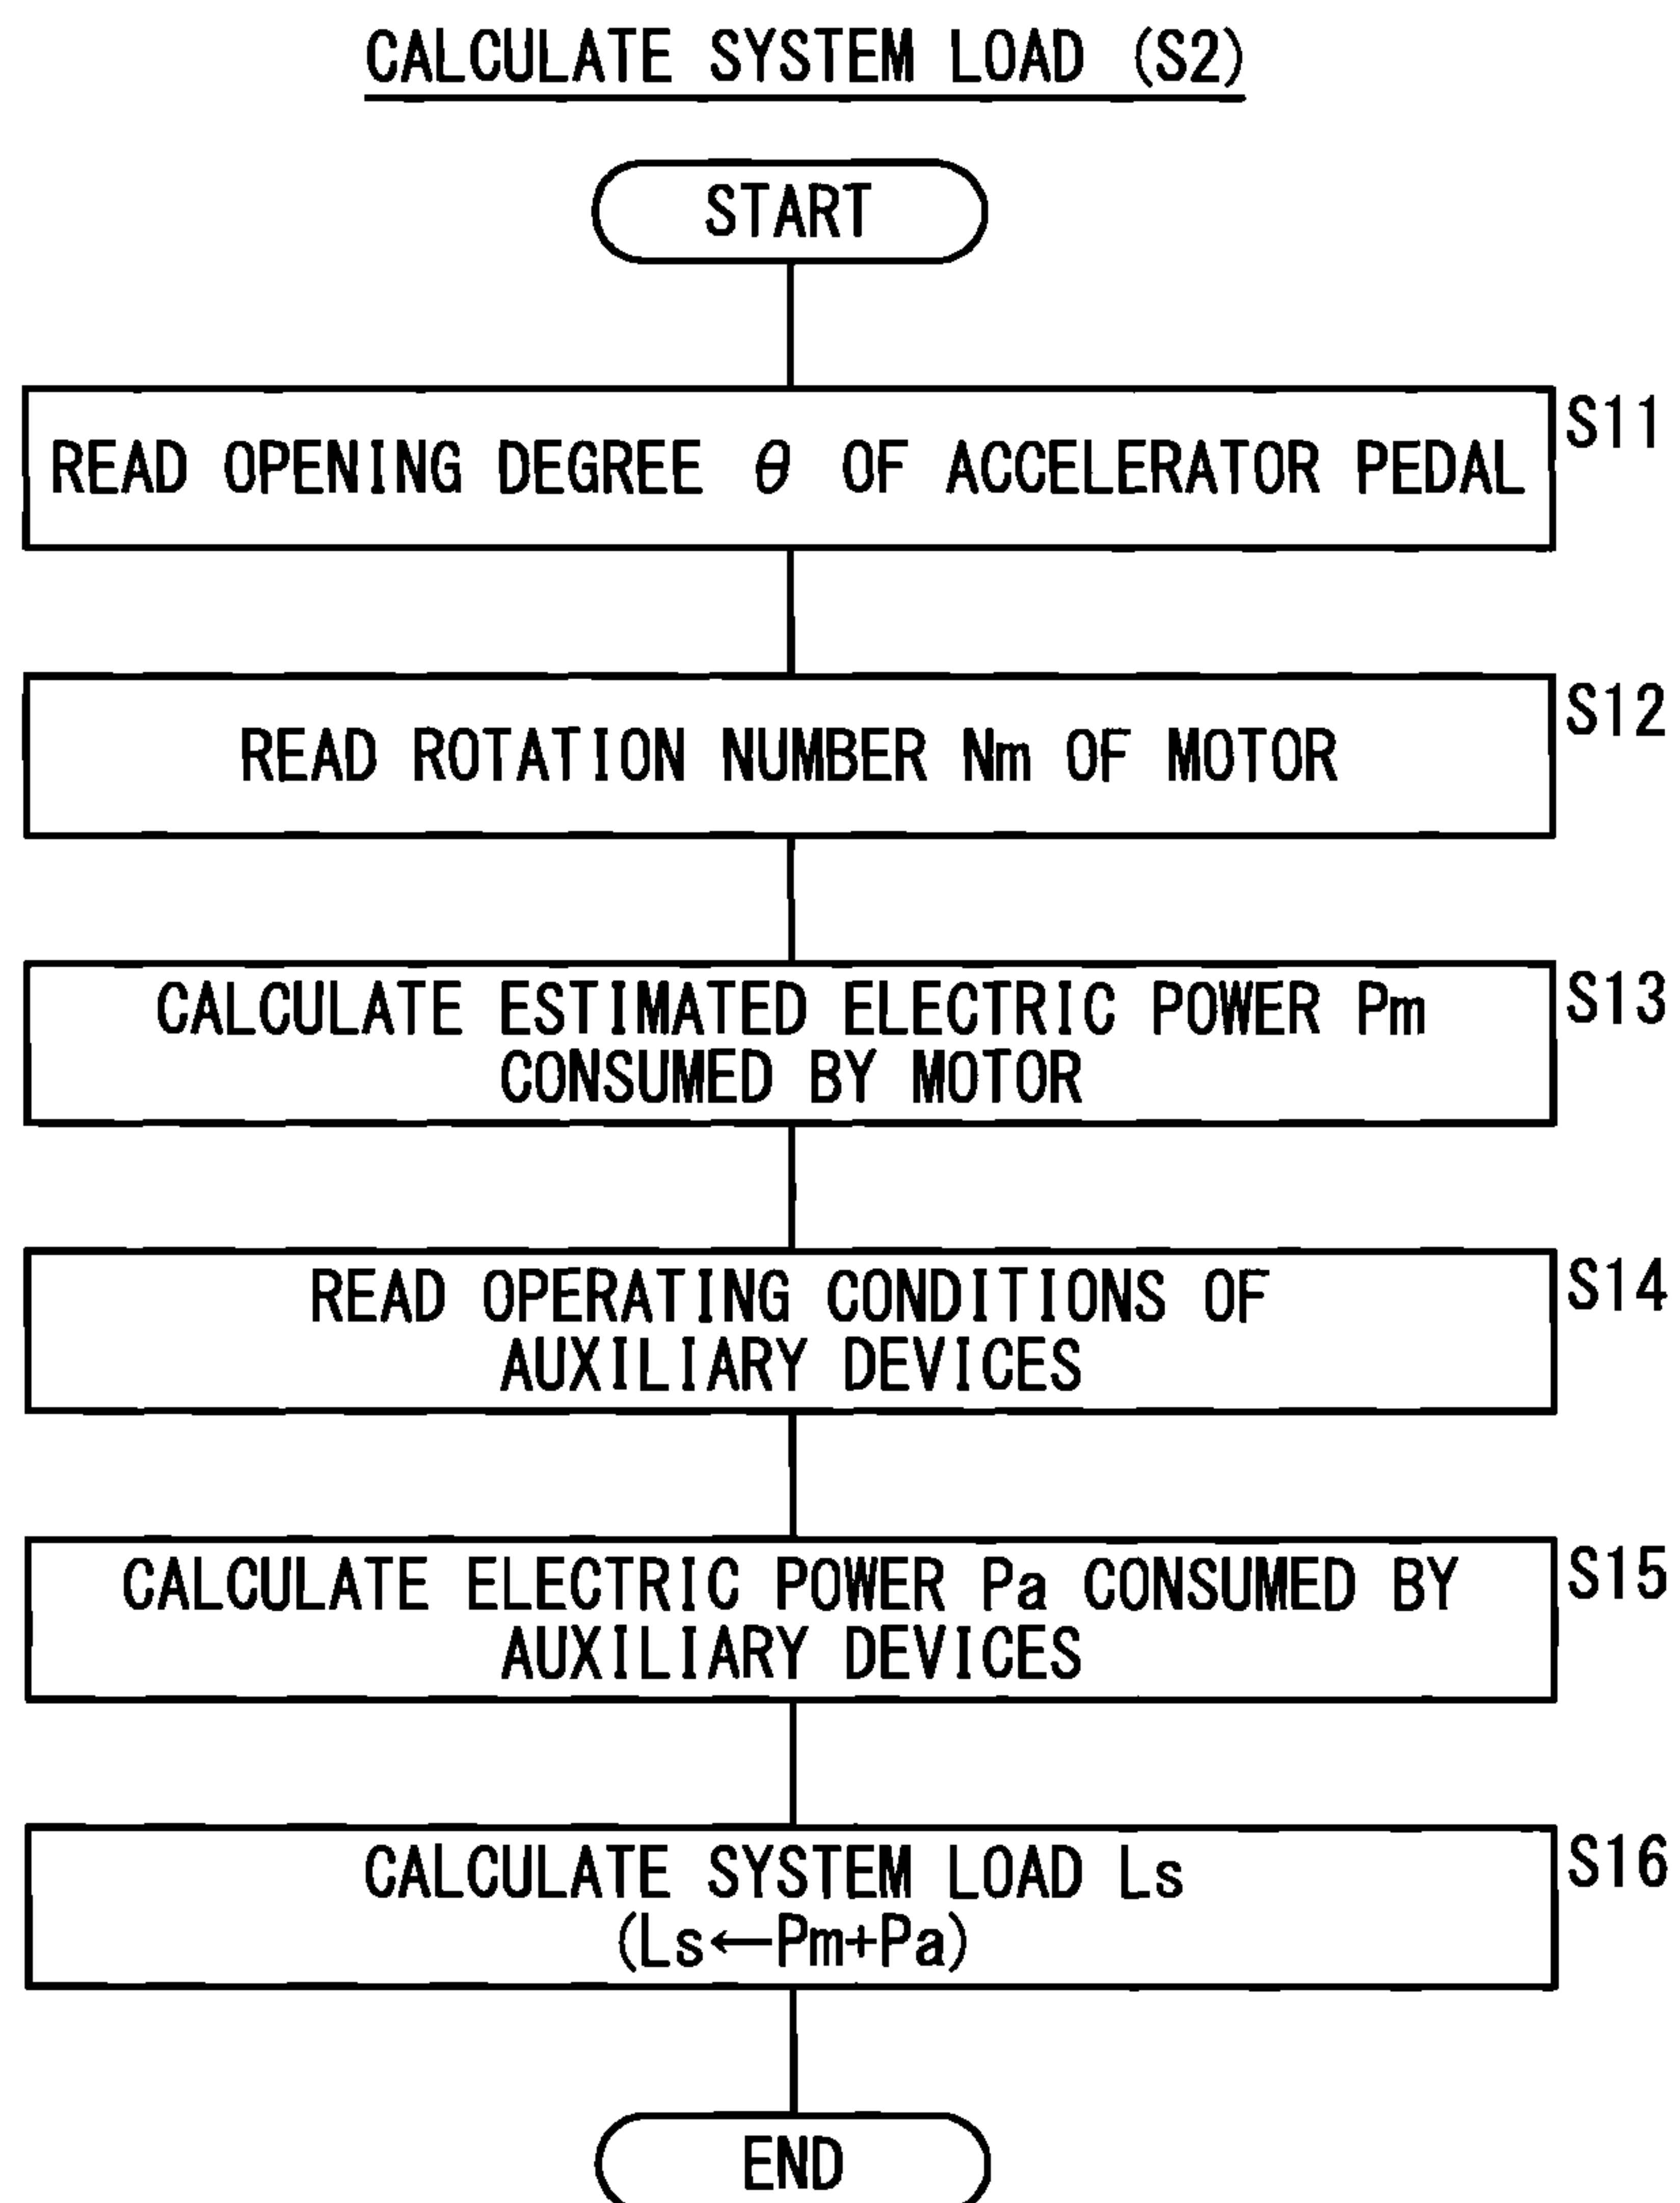 CALCULATE SYSTEM LOAD (S2)
START
S11
READ OPENING DEGREE θ OF ACCELERATOR PEDAL
S12
READ ROTATION NUMBER Nm OF MOTOR
S13
CALCULATE ESTIMATED ELECTRIC POWER Pm
CONSUMED BY MOTOR
S14
READ OPERATING CONDITIONS OF
AUXILIARY DEVICES
S15
CALCULATE ELECTRIC POWER Pa CONSUMED BY
AUXILIARY DEVICES
S16
CALCULATE SYSTEM LOAD Ls
(Ls←Pm+Pa)
END